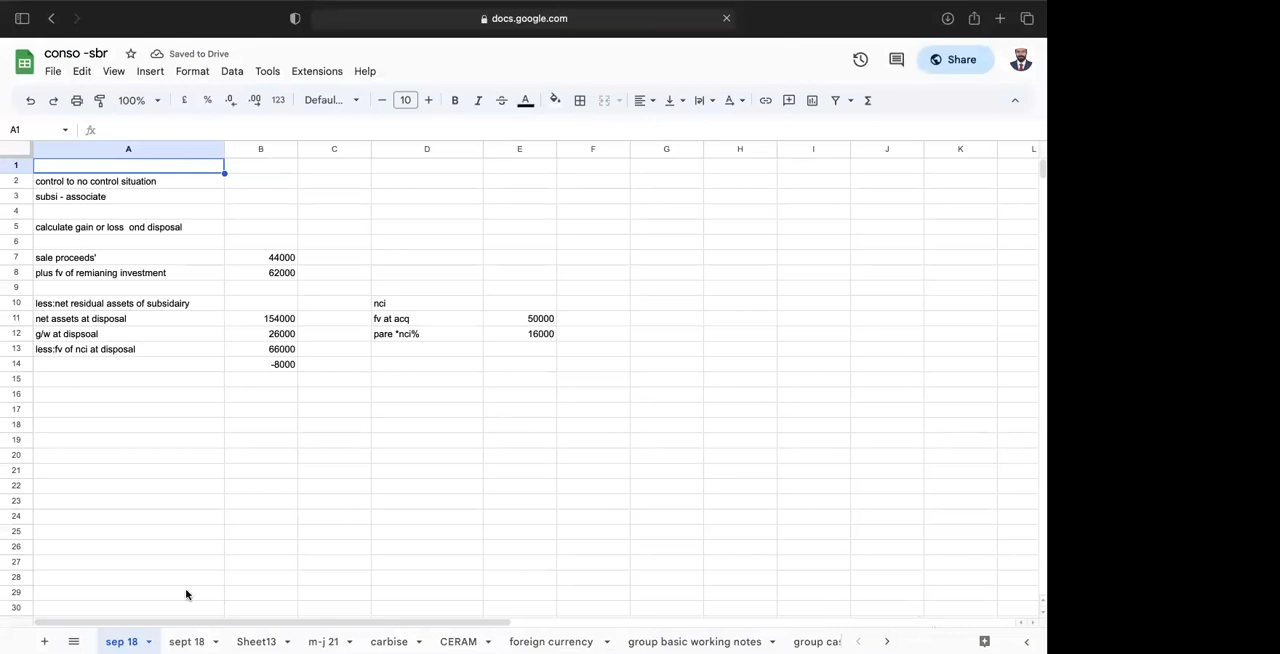 docs.google.com
conso -sbr
Saved to Drive
File Edit View Insert Format Data Tools Extensions Help
Share
100% £ % .0 .00 123 Defaul... 10 B I S A Σ
A1 fx
A B C D E F G H I J K L
1
2 control to no control situation
3 subsi - associate
4
5 calculate gain or loss ond disposal
6
7 sale proceeds' 44000
8 plus fv of remianing investment 62000
9
10 less:net residual assets of subsidairy nci
11 net assets at disposal 154000 fv at acq 50000
12 g/w at dispsoal 26000 pare *nci% 16000
13 less:fv of nci at disposal 66000
14 -8000
15
16
17
18
19
20
21
22
23
24
25
26
27
28
29
30
sep 18 sept 18 Sheet13 m-j 21 carbise CERAM foreign currency group basic working notes group ca